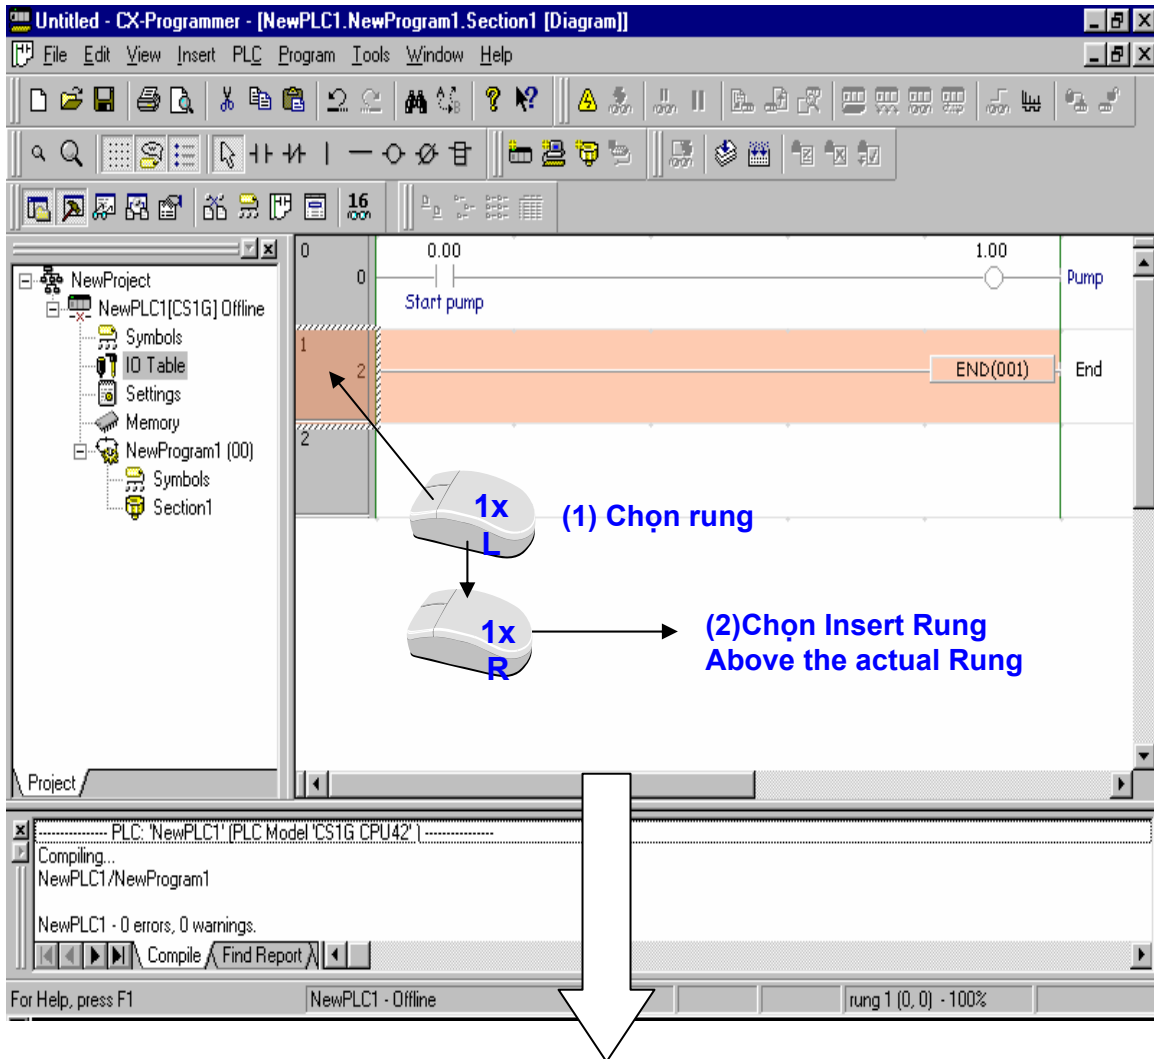 Untitled - CX-Programmer - [NewPLC1.NewProgram1.Section1 [Diagram]]
File Edit View Insert PLC Program Tools Window Help
16
NewProject
NewPLC1[CS1G] Offline
Symbols
IO Table
Settings
Memory
NewProgram1 (00)
Symbols
Section1
Project
0
0
0.00
1.00
Start pump
Pump
1
2
END(001)
End
2
1x
L
(1) Chọn rung
1x
R
(2)Chọn Insert Rung
Above the actual Rung
--------------- PLC: 'NewPLC1' (PLC Model 'CS1G CPU42' ) ---------------
Compiling...
NewPLC1/NewProgram1
NewPLC1 - 0 errors, 0 warnings.
Compile Find Report
For Help, press F1 NewPLC1 - Offline rung 1 (0, 0) - 100%